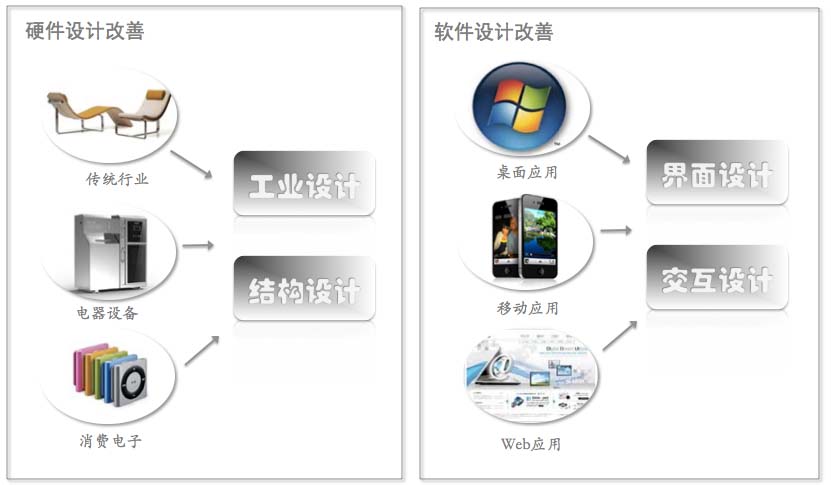 硬件设计改善
传统行业
电器设备
消费电子
工业设计
结构设计
软件设计改善
桌面应用
移动应用
Web应用
界面设计
交互设计